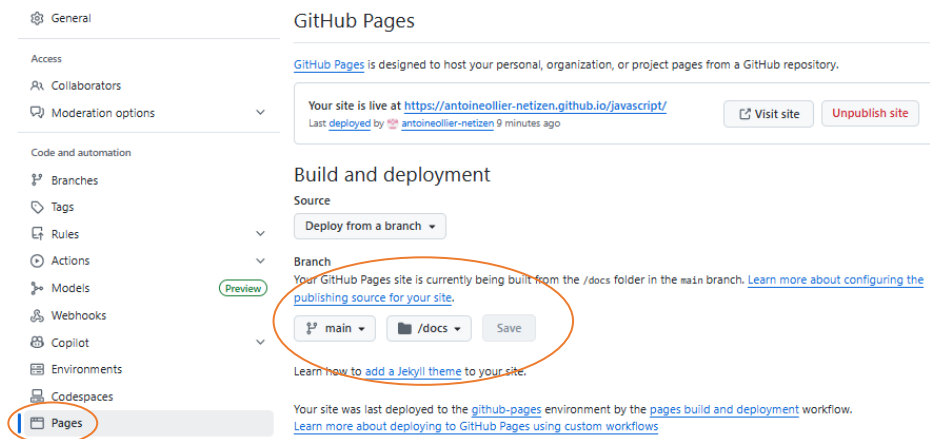 General
Access
Collaborators
Moderation options
Code and automation
Branches
Tags
Rules
Actions
Models Preview
Webhooks
Copilot
Environments
Codespaces
Pages
GitHub Pages
GitHub Pages is designed to host your personal, organization, or project pages from a GitHub repository.
Your site is live at https://antoineollier-netizen.github.io/javascript/
Last deployed by antoineollier-netizen 9 minutes ago
Visit site
Unpublish site
Build and deployment
Source
Deploy from a branch
Branch
Your GitHub Pages site is currently being built from the /docs folder in the main branch. Learn more about configuring the
publishing source for your site.
main /docs Save
Learn how to add a Jekyll theme to your site.
Your site was last deployed to the github-pages environment by the pages build and deployment workflow.
Learn more about deploying to GitHub Pages using custom workflows